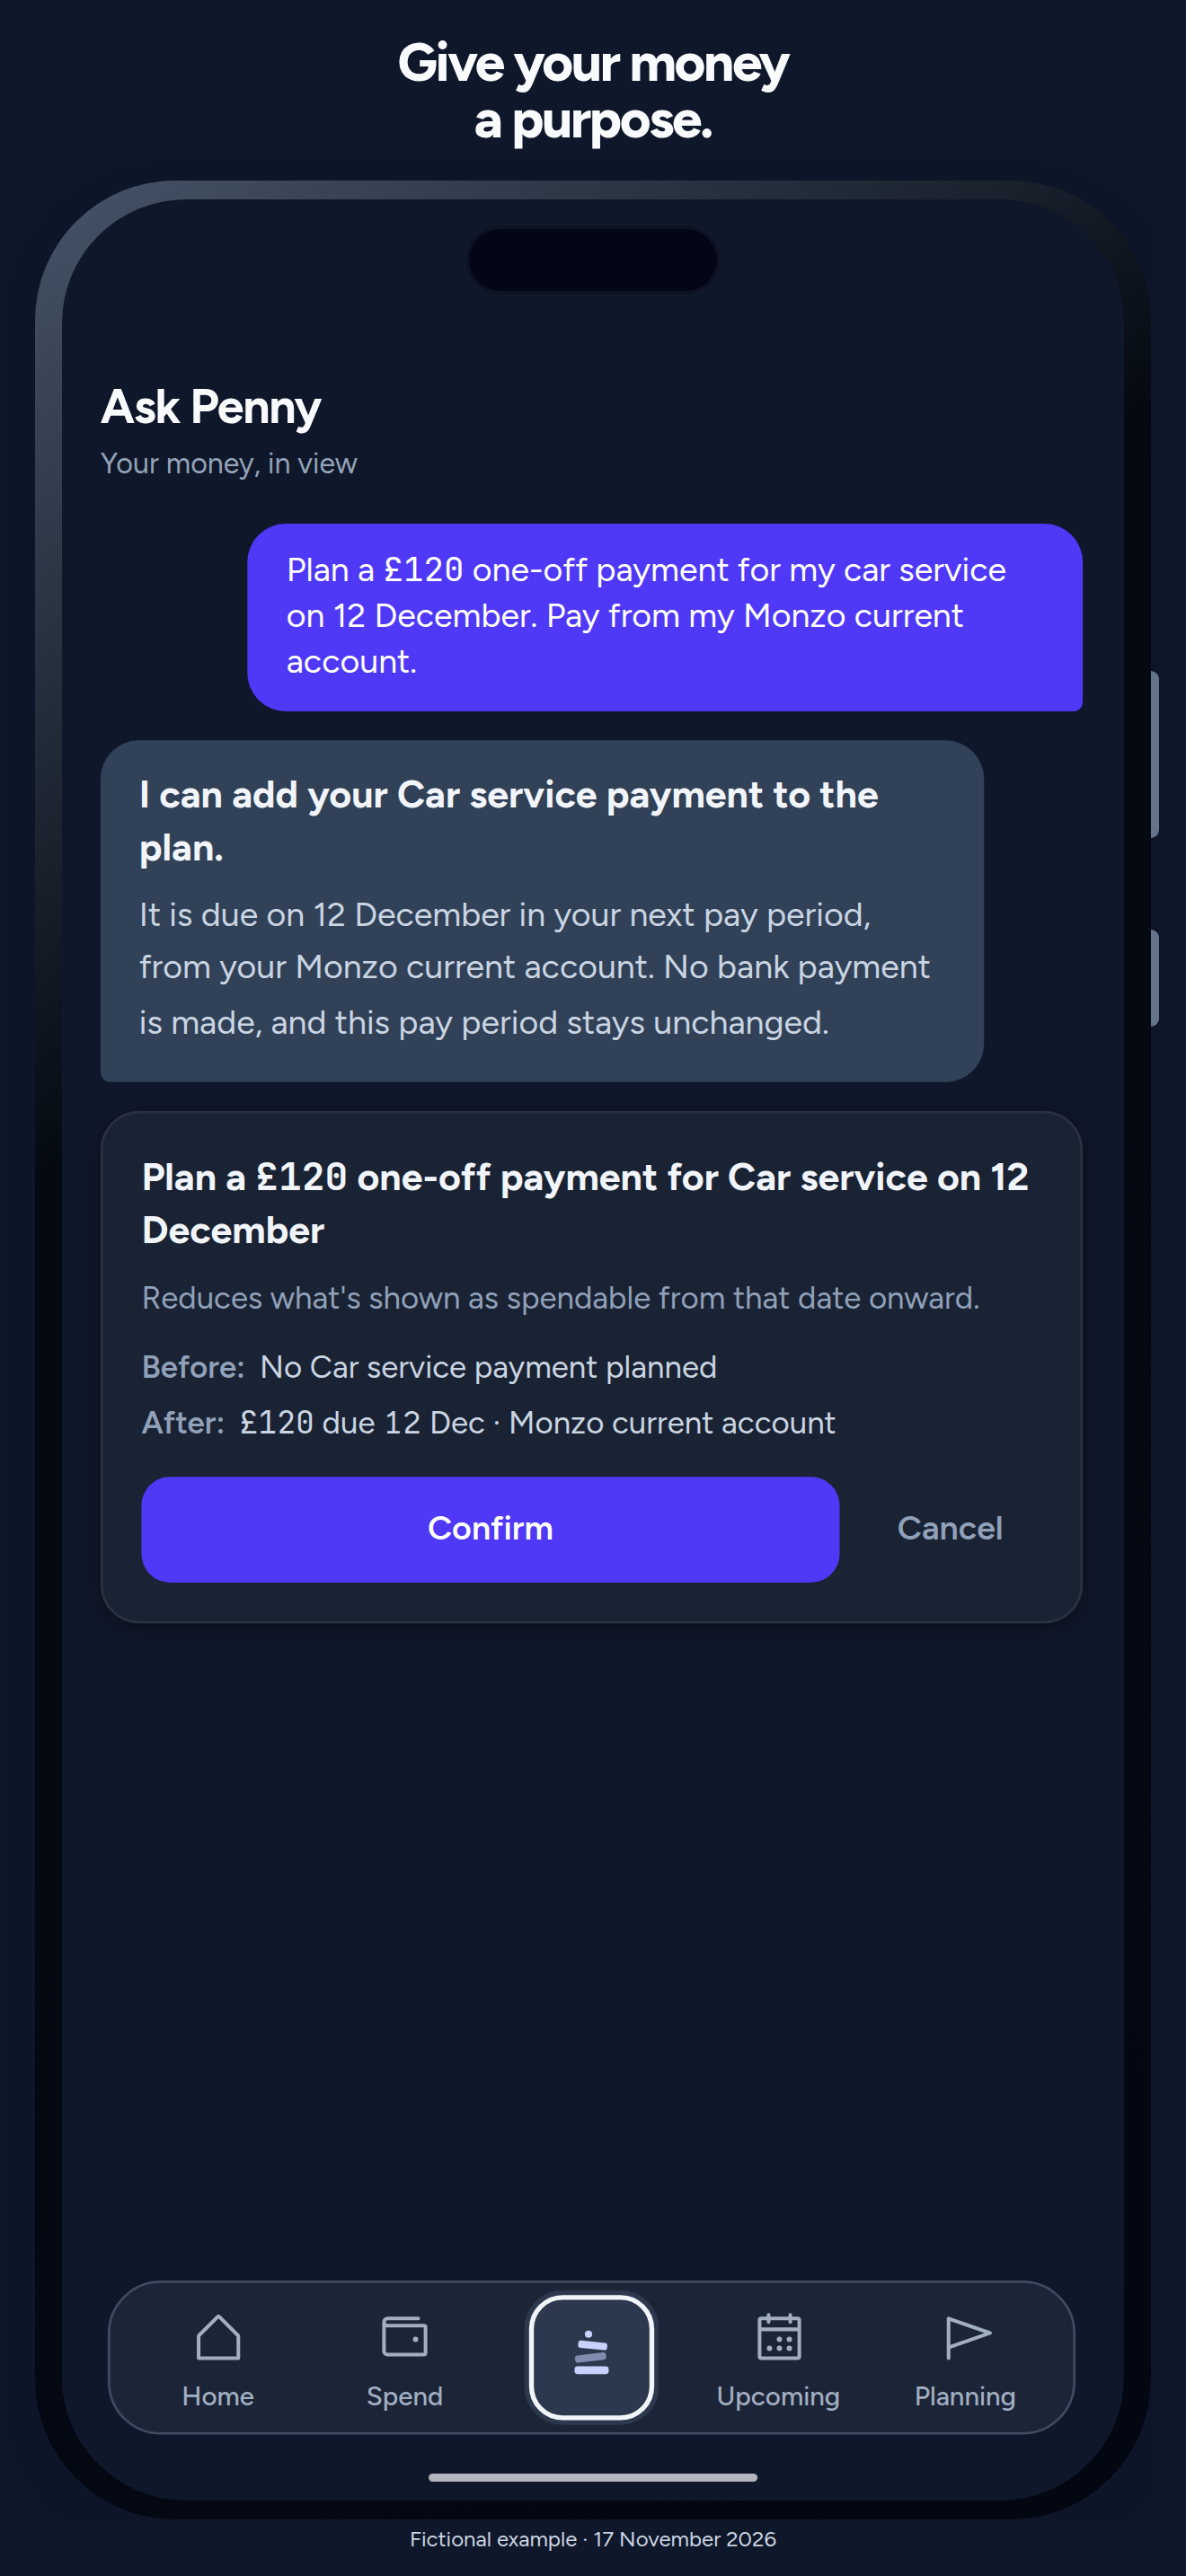 Give your money
a purpose.
Ask Penny
Your money, in view
Plan a £120 one-off payment for my car service
on 12 December. Pay from my Monzo current
account.
I can add your Car service payment to the
plan.
It is due on 12 December in your next pay period,
from your Monzo current account. No bank payment
is made, and this pay period stays unchanged.
Plan a £120 one-off payment for Car service on 12
December
Reduces what's shown as spendable from that date onward.
Before: No Car service payment planned
After: £120 due 12 Dec · Monzo current account
Confirm Cancel
Home Spend Upcoming Planning
Fictional example · 17 November 2026